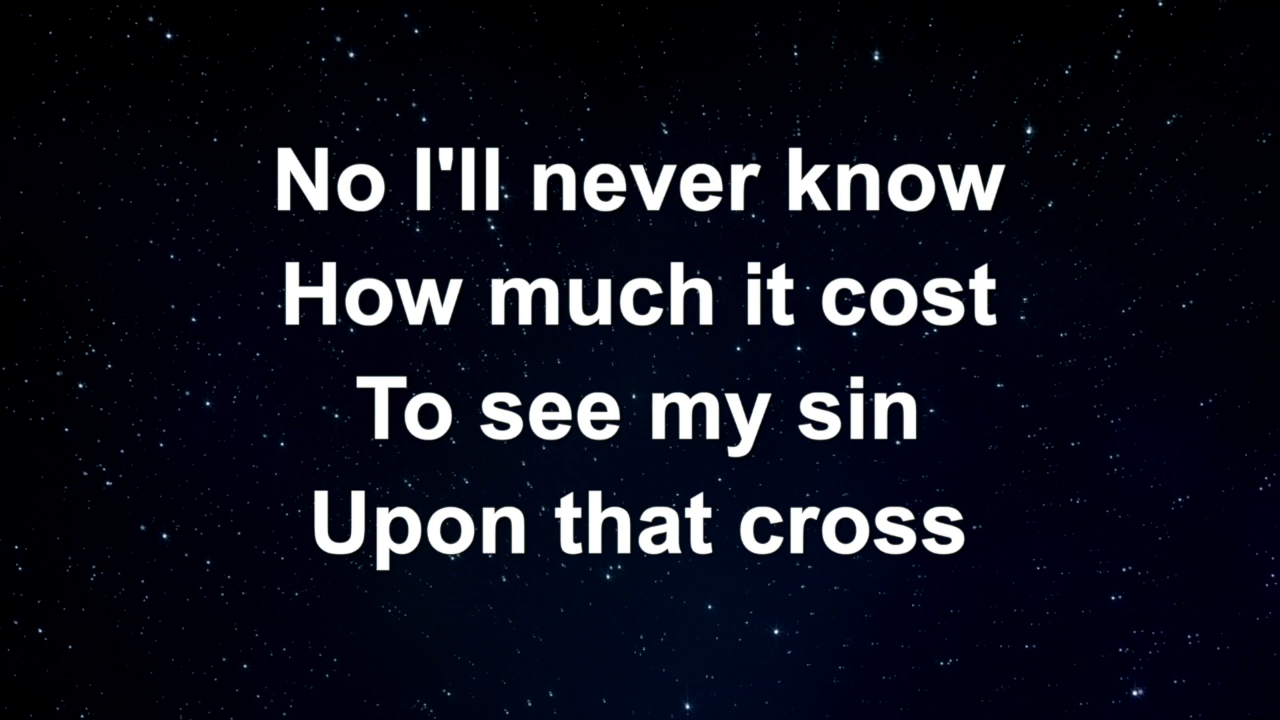 No I'll never know
How much it cost
To see my sin
Upon that cross